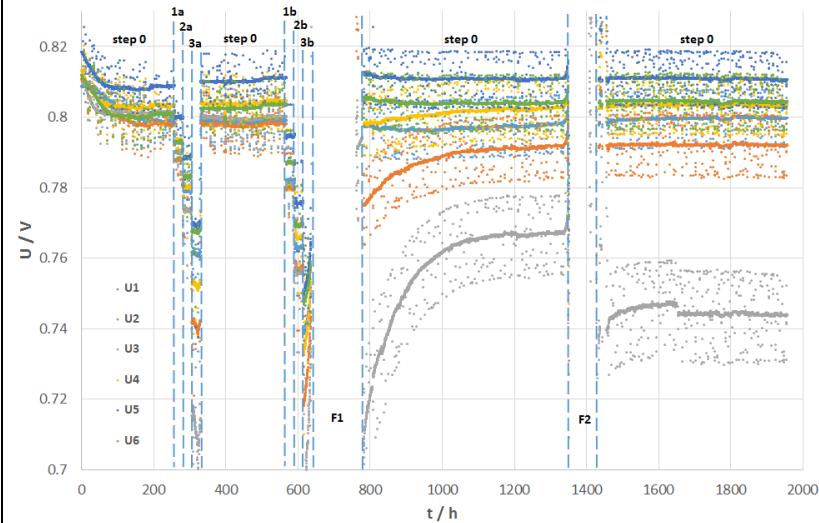 1a
2a
3a
step 0
step 0
1b
2b
3b
step 0
step 0
0.82
0.8
0.78
0.76
0.74
0.72
0.7
U / V
U1
U2
U3
U4
U5
U6
F1
F2
0 200 400 600 800 1000 1200 1400 1600 1800 2000
t / h